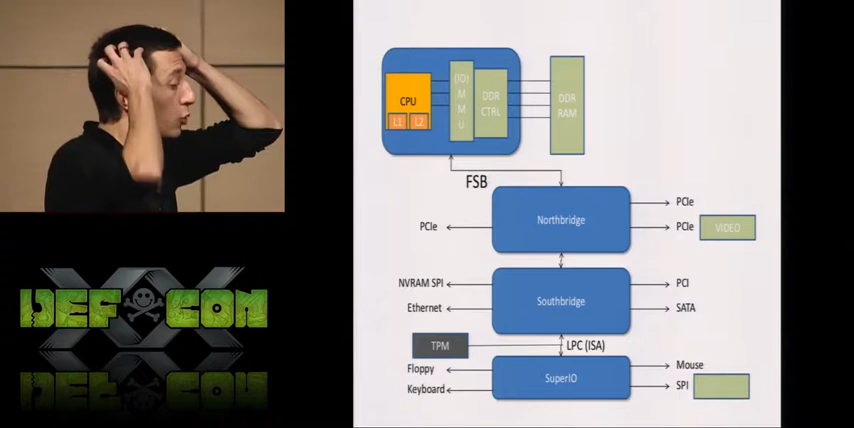 CPU
L1
L2
(IO)
M
M
U
DDR
CTRL
DDR
RAM
FSB
Northbridge
PCIe
PCIe
PCIe
VIDEO
Southbridge
NVRAM SPI
Ethernet
PCI
SATA
TPM
LPC (ISA)
SuperIO
Floppy
Keyboard
Mouse
SPI
XX
DEF CON